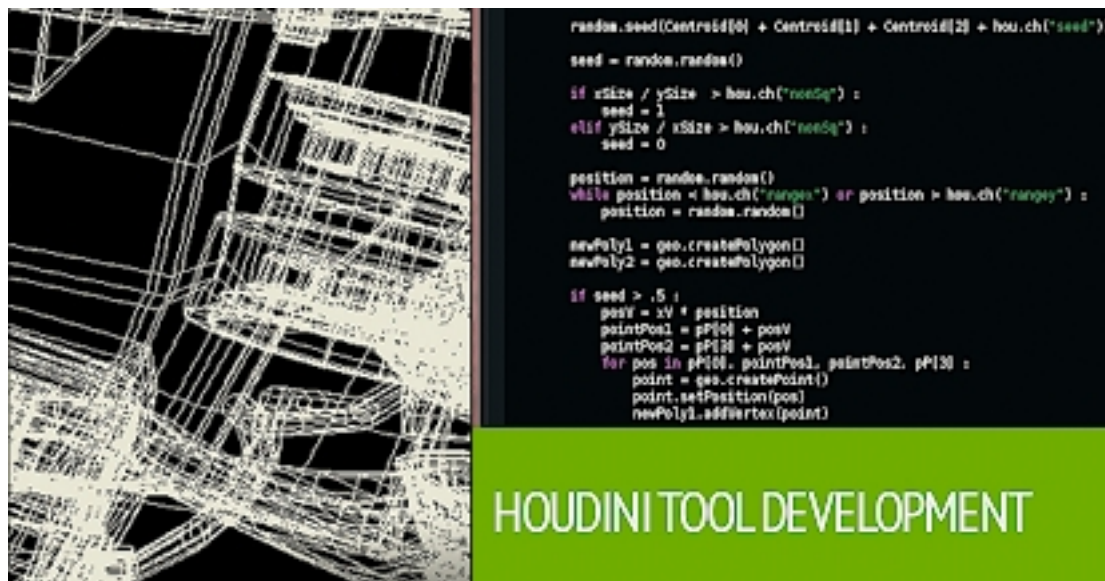 random.seed(Centroid[0] + Centroid[1] + Centroid[2] + hou.ch("seed")
seed = random.random()
if xSize / ySize > hou.ch("nonSq") :
seed = 1
elif ySize / xSize > hou.ch("nonSq") :
seed = 0
position = random.random()
while position < hou.ch("rangex") or position > hou.ch("rangey") :
position = random.random()
newPoly1 = geo.createPolygon()
newPoly2 = geo.createPolygon()
if seed > .5 :
posV = xV * position
pointPos1 = pP[0] + posV
pointPos2 = pP[3] + posV
for pos in pP[0], pointPos1, pointPos2, pP[3] :
point = geo.createPoint()
point.setPosition(pos)
newPoly1.addVertex(point)
HOUDINI TOOL DEVELOPMENT